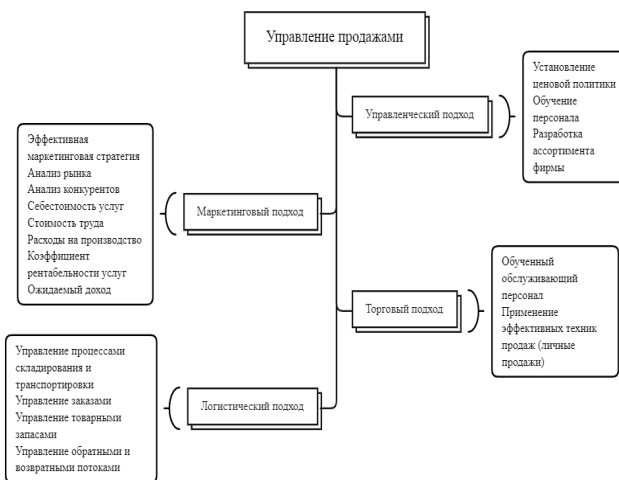 Управление продажами
Управленческий подход
Установление
ценовой политики
Обучение
персонала
Разработка
ассортимента
фирмы
Эффективная
маркетинговая стратегия
Анализ рынка
Анализ конкурентов
Себестоимость услуг
Стоимость труда
Расходы на производство
Коэффициент
рентабельности услуг
Ожидаемый доход
Маркетинговый подход
Торговый подход
Обученный
обслуживающий
персонал
Применение
эффективных техник
продаж (личные
продажи)
Управление процессами
складирования и
транспортировки
Управление заказами
Управление товарными
запасами
Управление обратными и
возвратными потоками
Логистический подход